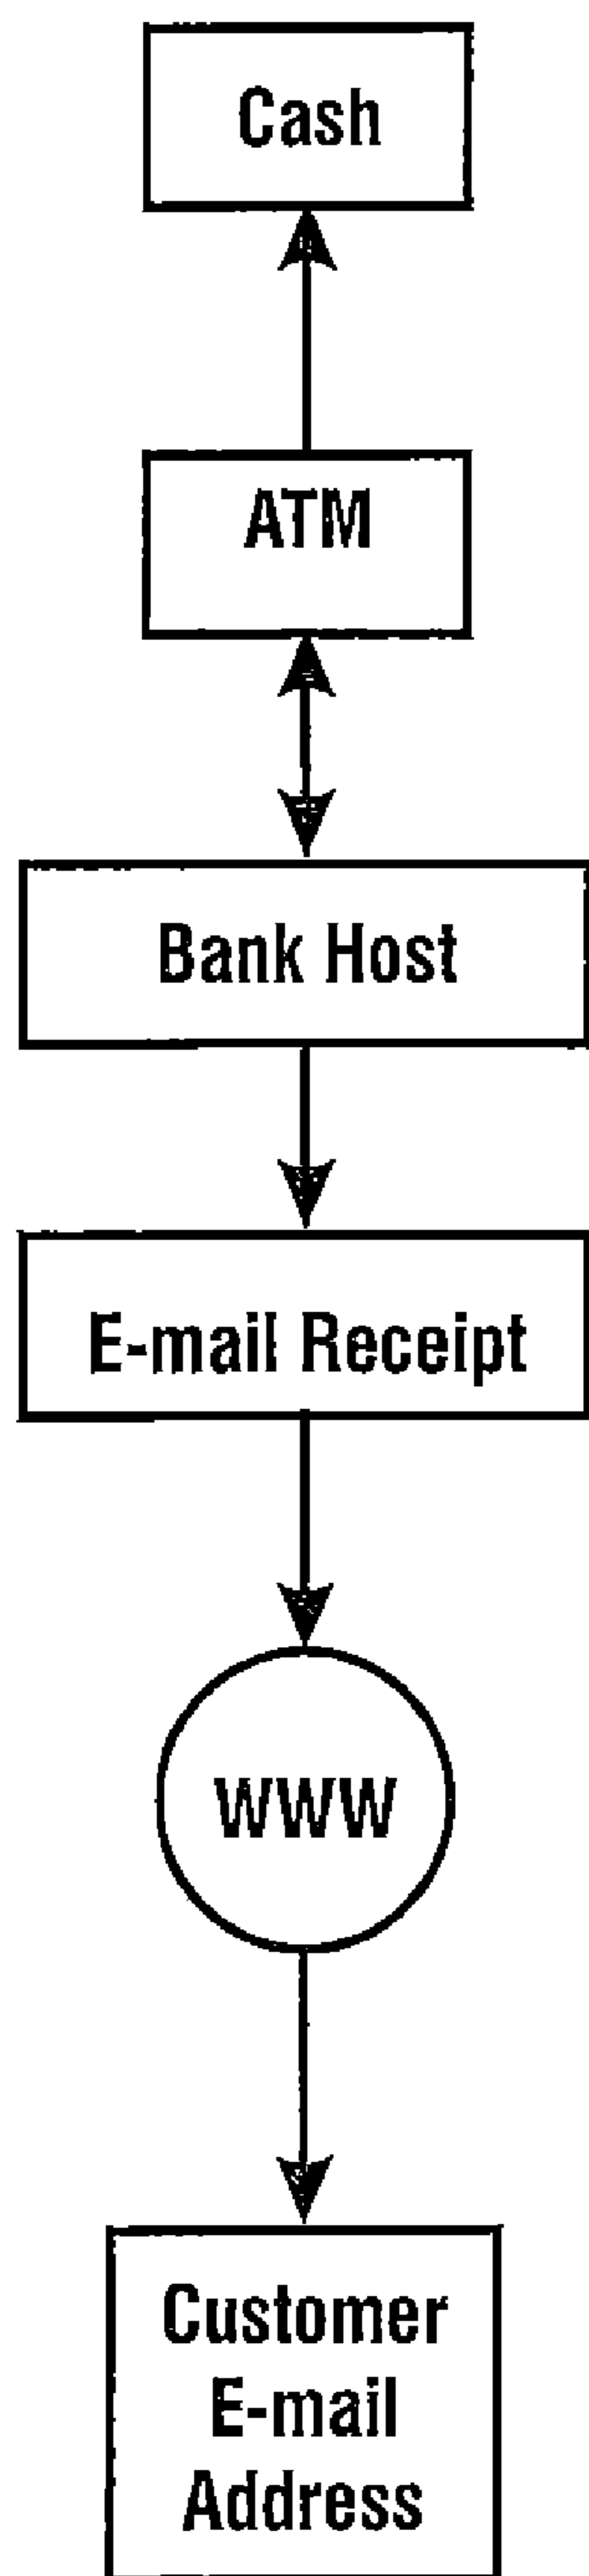 Cash
ATM
Bank Host
E-mail Receipt
WWW
Customer
E-mail
Address